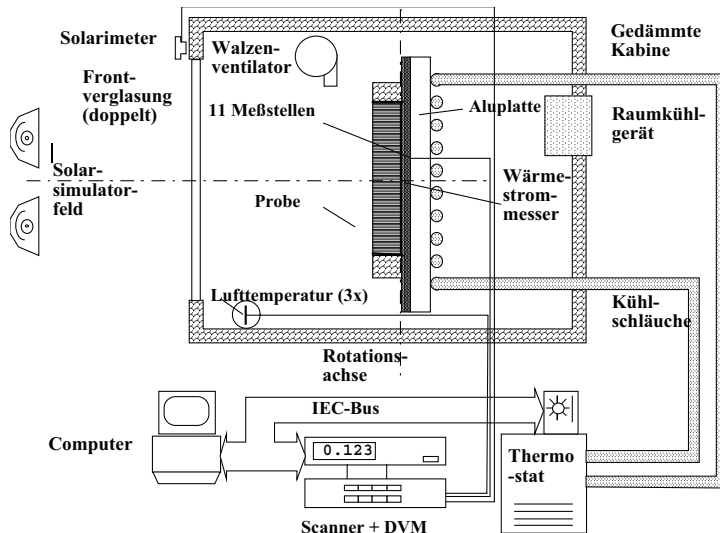 Solarimeter
Walzen-
ventilator
Gedämmte
Kabine
Front-
verglasung
(doppelt)
11 Meßstellen
Aluplatte
Raumkühl-
gerät
Solar-
simulator-
feld
Wärme-
strom-
messer
Probe
Lufttemperatur (3x)
Kühl-
schläuche
Rotations-
achse
IEC-Bus
Computer
0.123
Thermo
-stat
Scanner + DVM